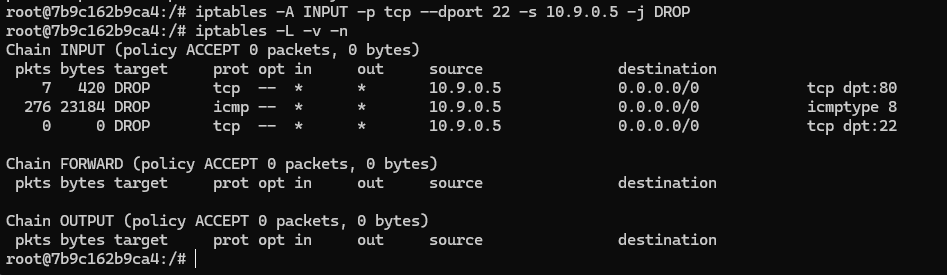 root@7b9c162b9ca4:/# iptables -A INPUT -p tcp --dport 22 -s 10.9.0.5 -j DROP
root@7b9c162b9ca4:/# iptables -L -v -n
Chain INPUT (policy ACCEPT 0 packets, 0 bytes)
 pkts bytes target     prot opt in     out     source               destination
    7   420 DROP       tcp  --  *      *       10.9.0.5             0.0.0.0/0            tcp dpt:80
  276 23184 DROP       icmp --  *      *       10.9.0.5             0.0.0.0/0            icmptype 8
    0     0 DROP       tcp  --  *      *       10.9.0.5             0.0.0.0/0            tcp dpt:22
Chain FORWARD (policy ACCEPT 0 packets, 0 bytes)
 pkts bytes target     prot opt in     out     source               destination
Chain OUTPUT (policy ACCEPT 0 packets, 0 bytes)
 pkts bytes target     prot opt in     out     source               destination
root@7b9c162b9ca4:/#